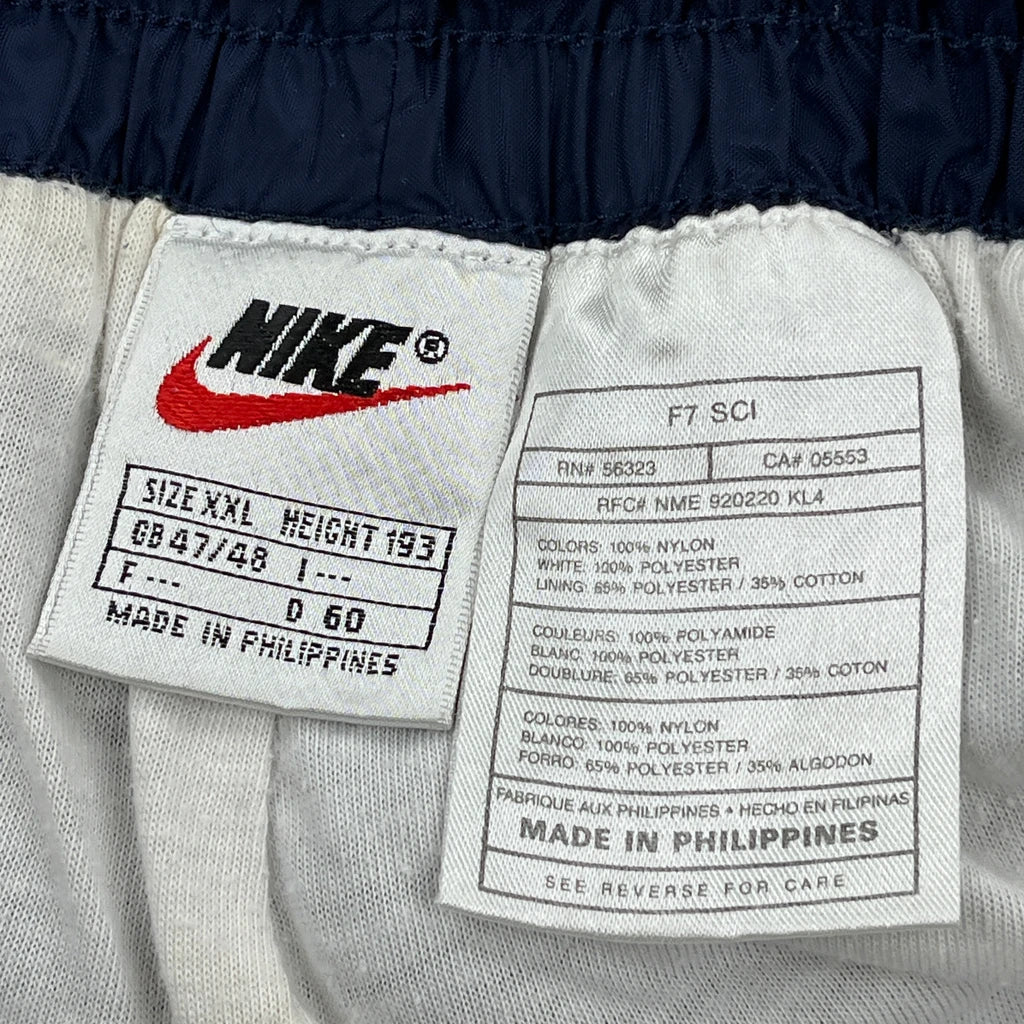 NIKE®
SIZE XXL HEIGHT 193
GB 47/48 I ---
F --- D 60
MADE IN PHILIPPINES
F7 SCI
RN# 56323 CA# 05553
RFC# NME 920220 KL4
COLORS: 100% NYLON
WHITE: 100% POLYESTER
LINING: 65% POLYESTER / 35% COTTON
COULEURS: 100% POLYAMIDE
BLANC: 100% POLYESTER
DOUBLURE: 65% POLYESTER / 35% COTON
COLORES: 100% NYLON
BLANCO: 100% POLYESTER
FORRO: 65% POLYESTER / 35% ALGODON
FABRIQUE AUX PHILIPPINES • HECHO EN FILIPINAS
MADE IN PHILIPPINES
SEE REVERSE FOR CARE